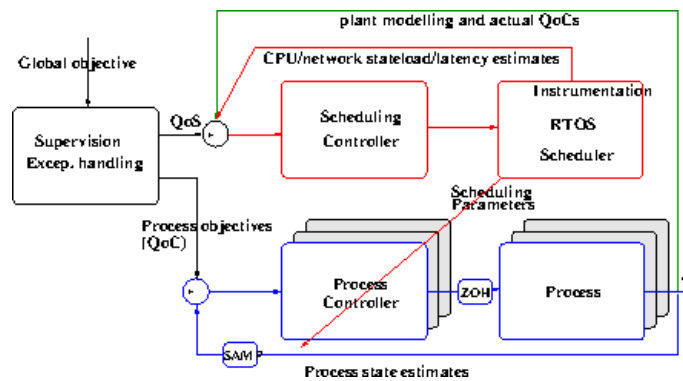 plant modelling and actual QoCs
Global objective
CPU/network stateload/latency estimates
Instrumentation
QoS
Scheduling
Controller
RTOS
Scheduler
Supervision
Excep. handling
Scheduling
Parameters
Process objectives
(QoC)
Process
Controller
ZOH
Process
SAM
Process state estimates